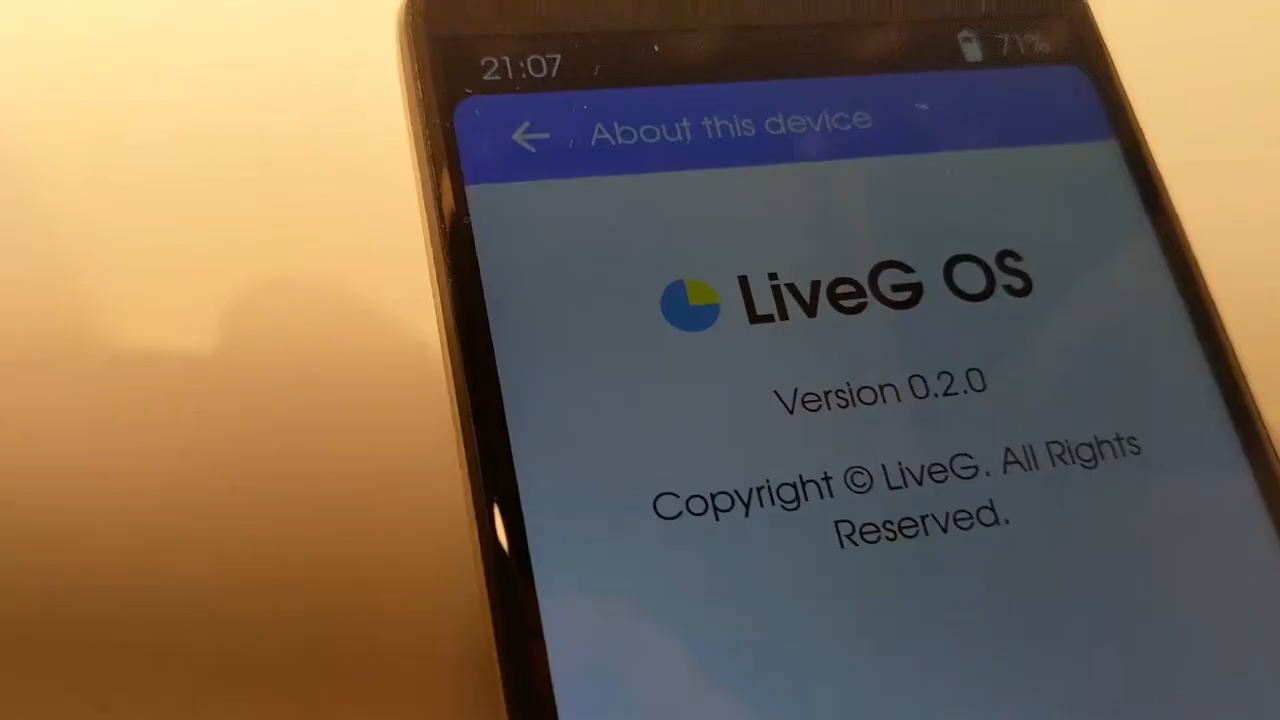 21:07 71%
About this device
LiveG OS
Version 0.2.0
Copyright © LiveG. All Rights
Reserved.